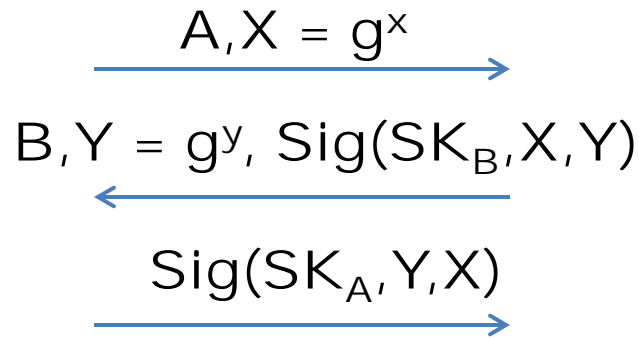 A,X = gˣ
B,Y = gʸ, Sig(SK_B,X,Y)
Sig(SK_A,Y,X)